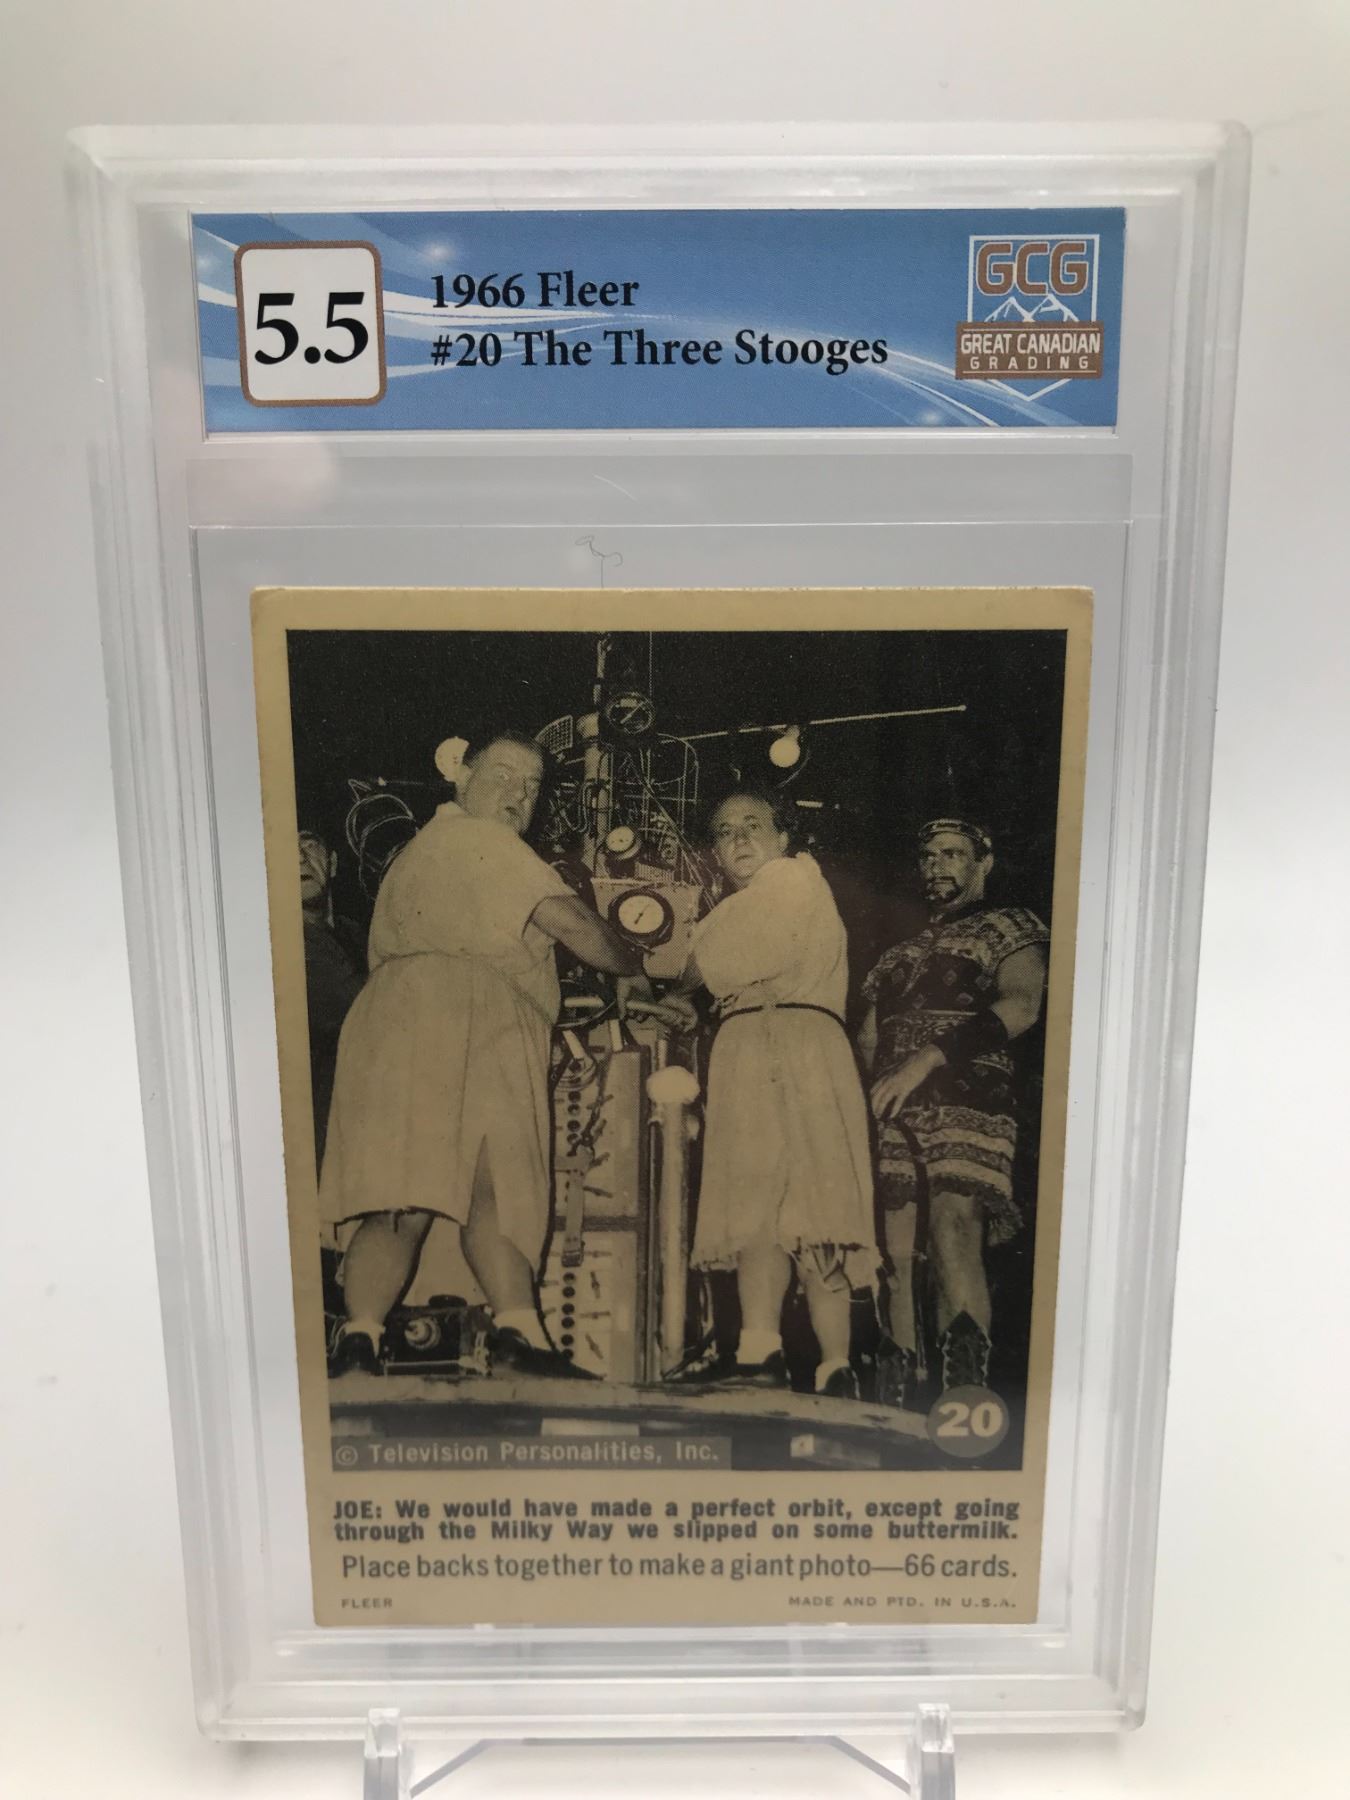 5.5
1966 Fleer
#20 The Three Stooges
GCG
GREAT CANADIAN
GRADING
20
© Television Personalities, Inc.
JOE: We would have made a perfect orbit, except going
through the Milky Way we slipped on some buttermilk.
Place backs together to make a giant photo—66 cards.
FLEER
MADE AND PTD. IN U.S.A.